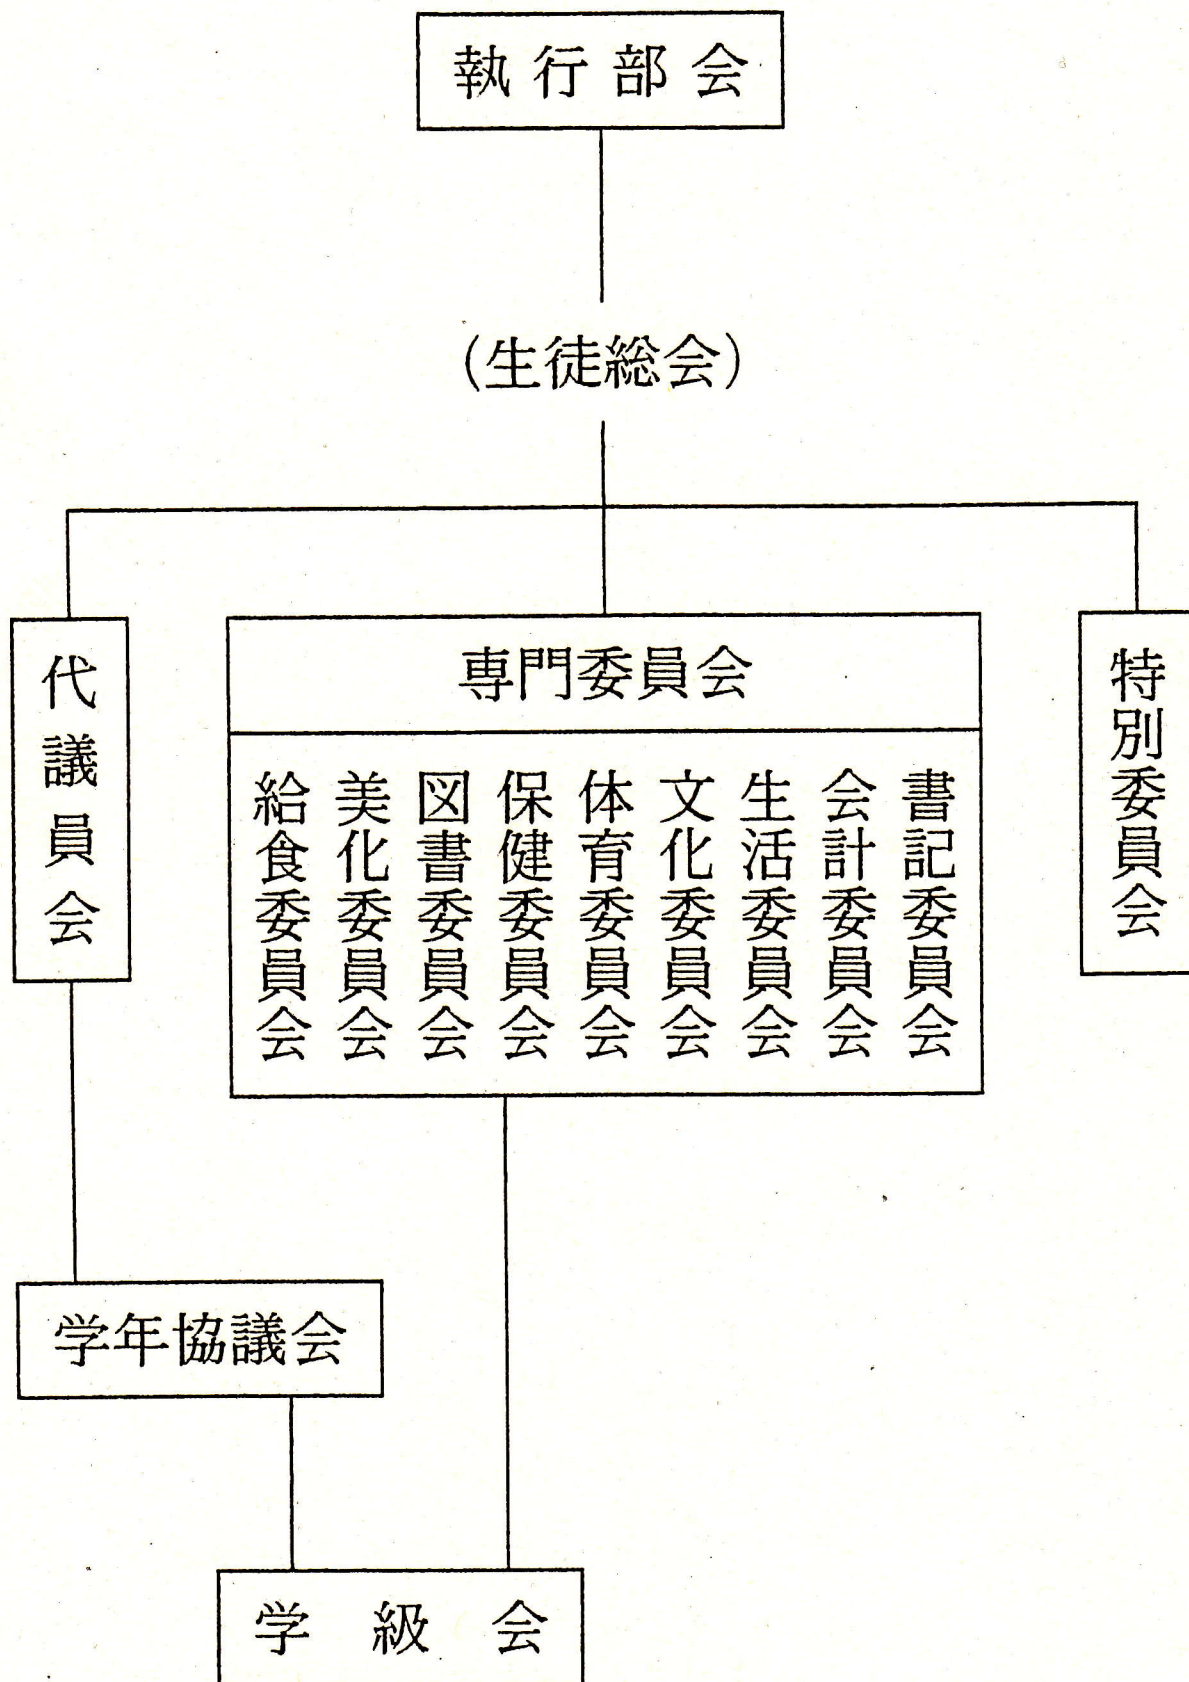 執行部会
(生徒総会)
代議員会
専門委員会
特別委員会
給食委員会
美化委員会
図書委員会
保健委員会
体育委員会
文化委員会
生活委員会
会計委員会
書記委員会
学年協議会
学級会